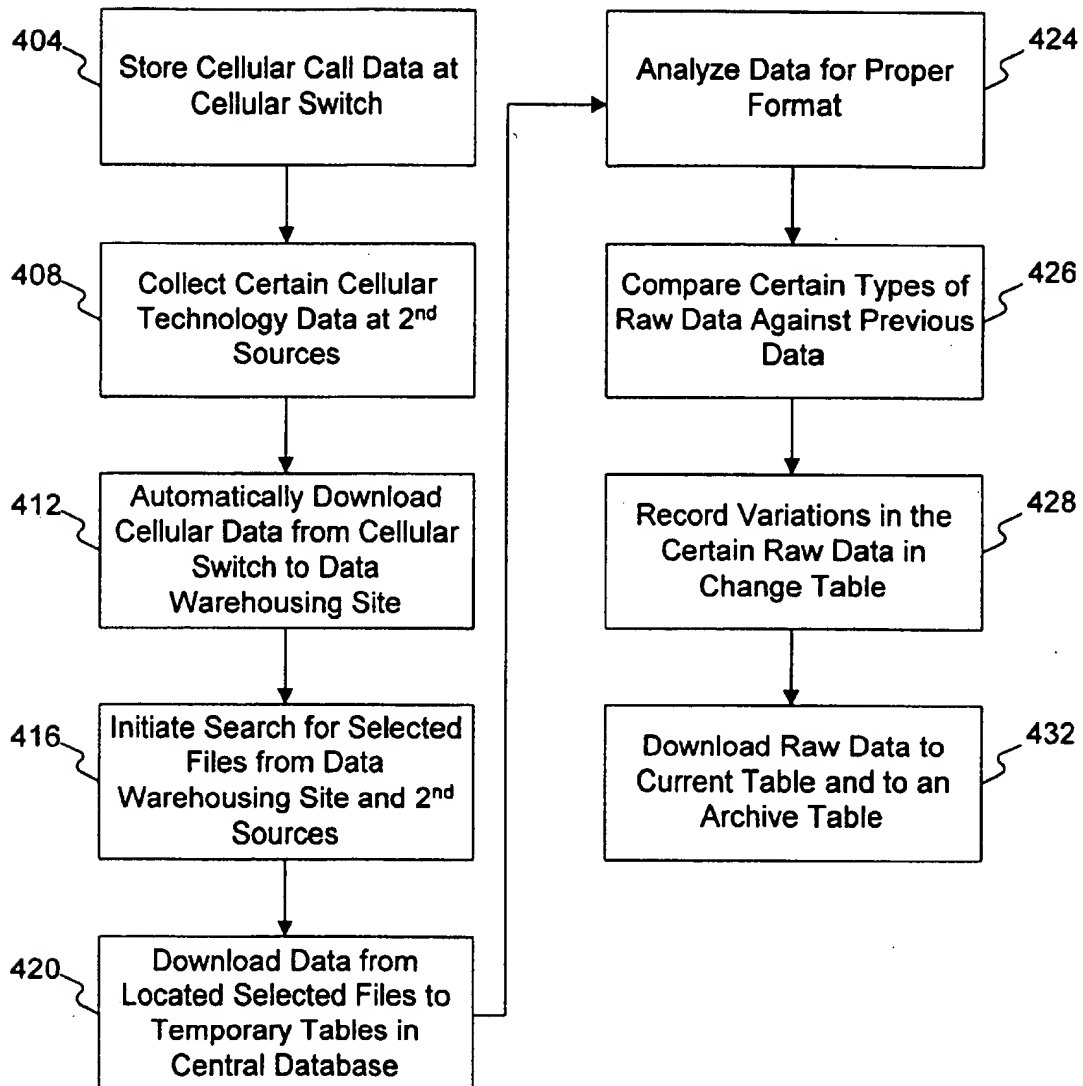 404
Store Cellular Call Data at
Cellular Switch
408
Collect Certain Cellular
Technology Data at 2nd
Sources
412
Automatically Download
Cellular Data from Cellular
Switch to Data
Warehousing Site
416
Initiate Search for Selected
Files from Data
Warehousing Site and 2nd
Sources
420
Download Data from
Located Selected Files to
Temporary Tables in
Central Database
424
Analyze Data for Proper
Format
426
Compare Certain Types of
Raw Data Against Previous
Data
428
Record Variations in the
Certain Raw Data in
Change Table
432
Download Raw Data to
Current Table and to an
Archive Table